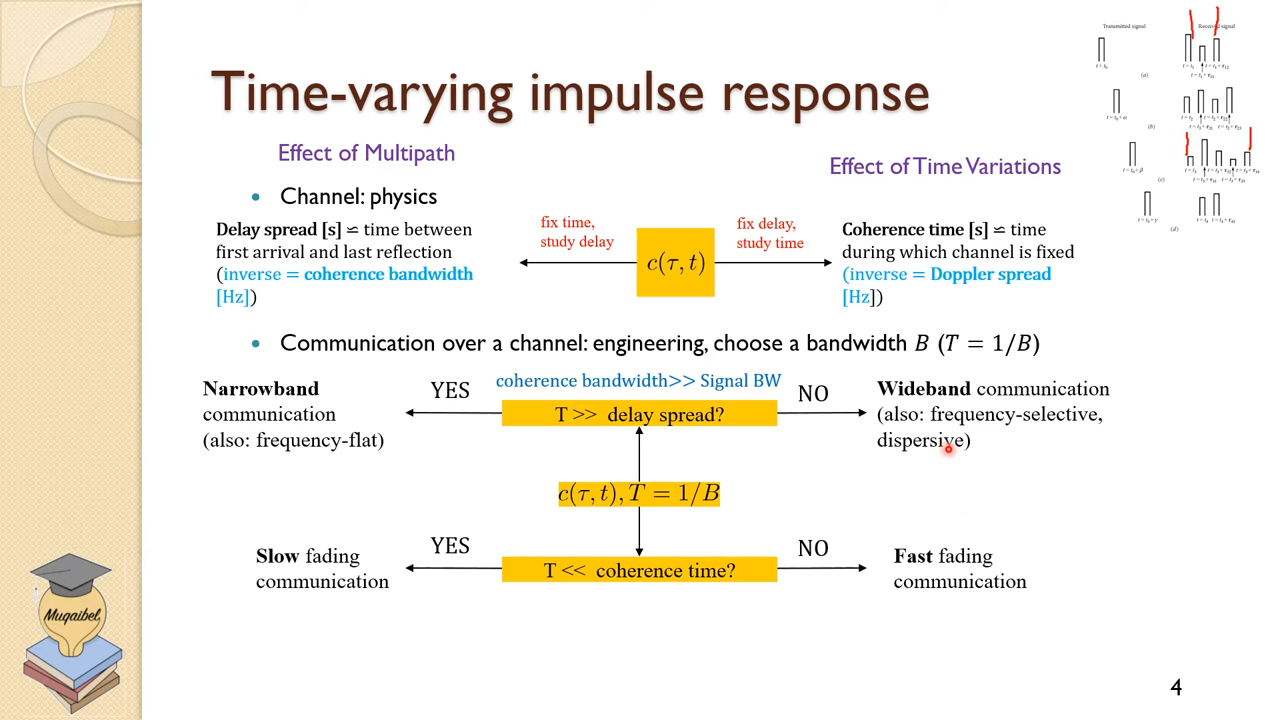 Time-varying impulse response
Transmitted signal
Received signal
(a)
(b)
(c)
(d)
Effect of Multipath
Effect of Time Variations
• Channel: physics
Delay spread [s] ≃ time between
first arrival and last reflection
(inverse = coherence bandwidth
[Hz])
fix time,
study delay
c(τ, t)
fix delay,
study time
Coherence time [s] ≃ time
during which channel is fixed
(inverse = Doppler spread
[Hz])
• Communication over a channel: engineering, choose a bandwidth B (T = 1/B)
Narrowband
communication
(also: frequency-flat)
YES
coherence bandwidth>> Signal BW
T >> delay spread?
NO
Wideband communication
(also: frequency-selective,
dispersive)
c(τ, t), T = 1/B
Slow fading
communication
YES
T << coherence time?
NO
Fast fading
communication
Muqaibel
4